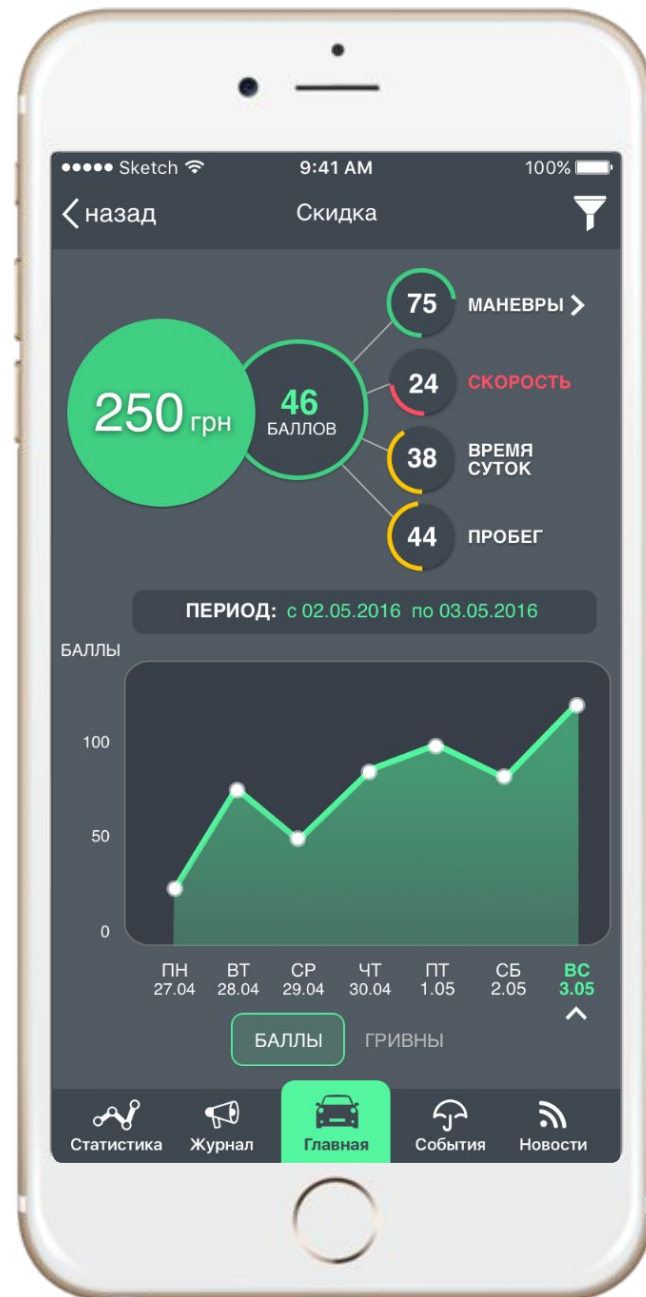 Sketch 9:41 AM 100%
назад Скидка
75 МАНЕВРЫ
250 грн
46
БАЛЛОВ
24 СКОРОСТЬ
38 ВРЕМЯ
СУТОК
44 ПРОБЕГ
ПЕРИОД: с 02.05.2016 по 03.05.2016
БАЛЛЫ
100
50
0
ПН ВТ СР ЧТ ПТ СБ ВС
27.04 28.04 29.04 30.04 1.05 2.05 3.05
БАЛЛЫ ГРИВНЫ
Статистика Журнал Главная События Новости